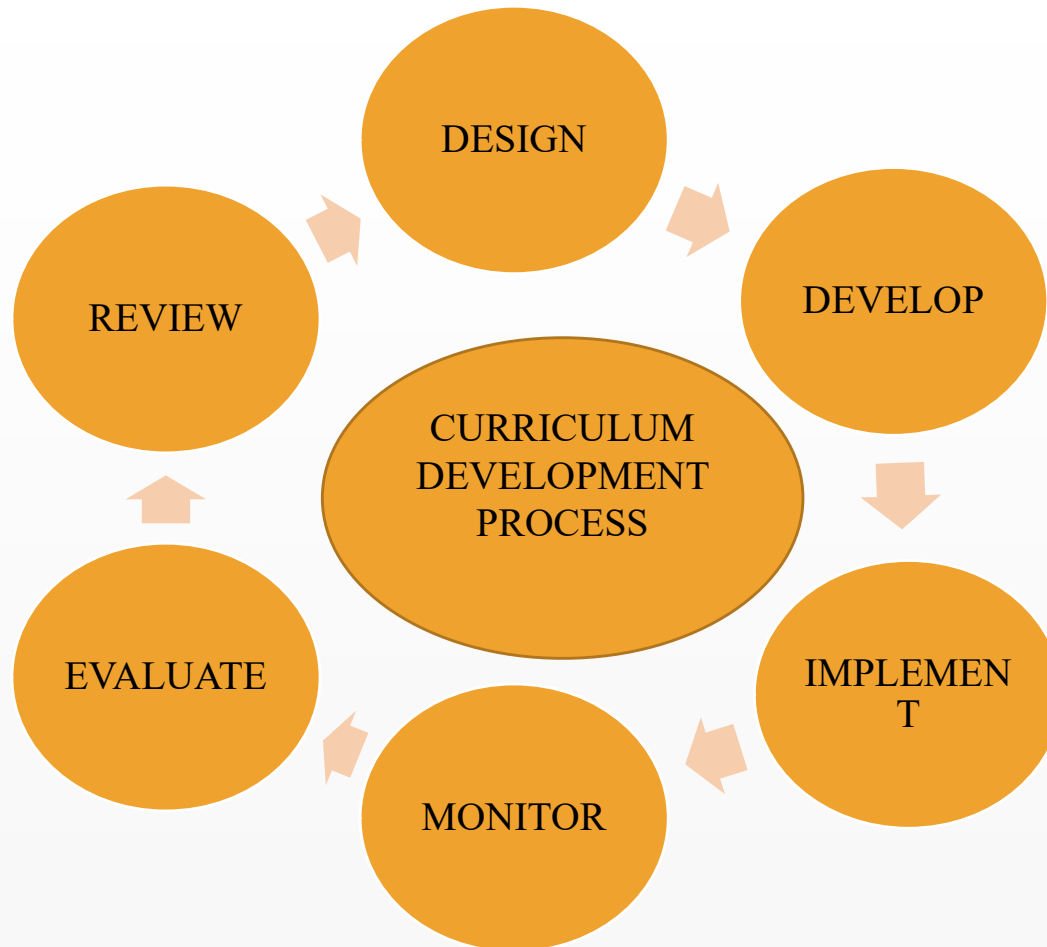 DESIGN
DEVELOP
REVIEW
CURRICULUM
DEVELOPMENT
PROCESS
IMPLEMEN
T
EVALUATE
MONITOR